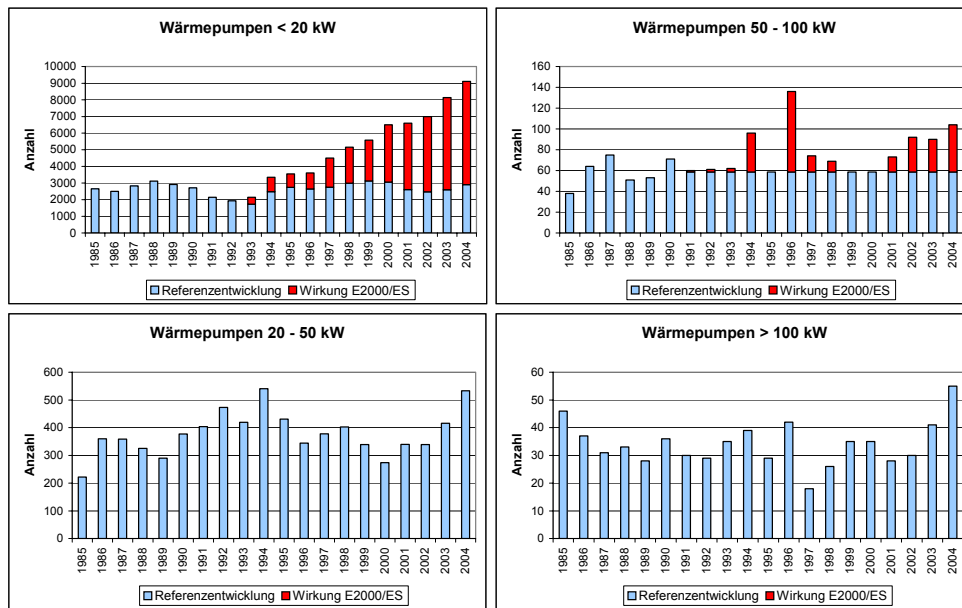 Wärmepumpen < 20 kW
Anzahl
10000
9000
8000
7000
6000
5000
4000
3000
2000
1000
0
1985 1986 1987 1988 1989 1990 1991 1992 1993 1994 1995 1996 1997 1998 1999 2000 2001 2002 2003 2004
Referenzentwicklung Wirkung E2000/ES
Wärmepumpen 50 - 100 kW
Anzahl
160
140
120
100
80
60
40
20
0
1985 1986 1987 1988 1989 1990 1991 1992 1993 1994 1995 1996 1997 1998 1999 2000 2001 2002 2003 2004
Referenzentwicklung Wirkung E2000/ES
Wärmepumpen 20 - 50 kW
Anzahl
600
500
400
300
200
100
0
1985 1986 1987 1988 1989 1990 1991 1992 1993 1994 1995 1996 1997 1998 1999 2000 2001 2002 2003 2004
Referenzentwicklung Wirkung E2000/ES
Wärmepumpen > 100 kW
Anzahl
60
50
40
30
20
10
0
1985 1986 1987 1988 1989 1990 1991 1992 1993 1994 1995 1996 1997 1998 1999 2000 2001 2002 2003 2004
Referenzentwicklung Wirkung E2000/ES